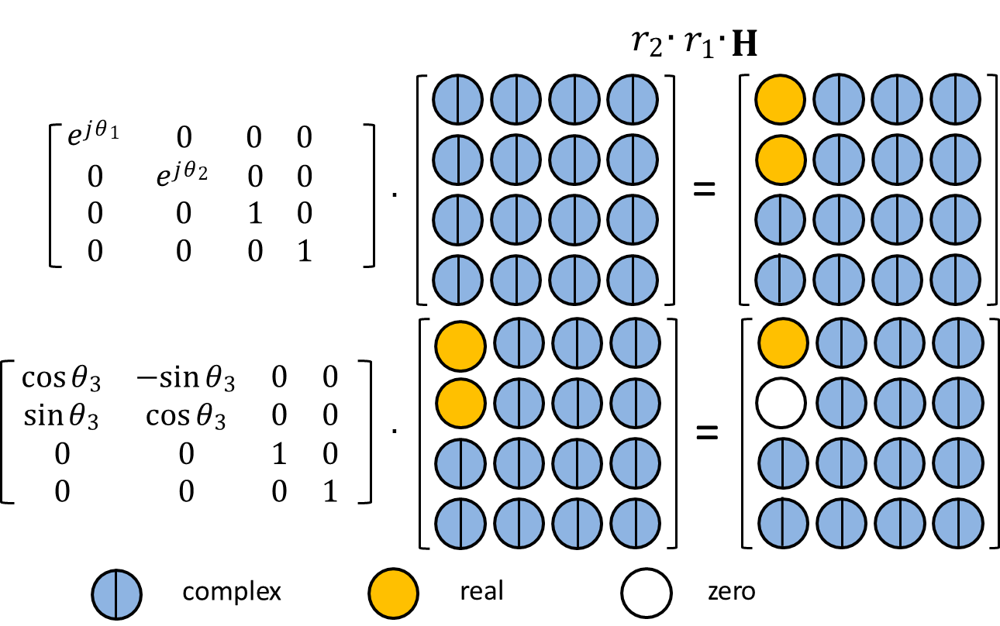 r₂· r₁· H
e^{jθ₁} 0 0 0
0 e^{jθ₂} 0 0
0 0 1 0
0 0 0 1
· =
cos θ₃ −sin θ₃ 0 0
sin θ₃ cos θ₃ 0 0
0 0 1 0
0 0 0 1
· =
complex real zero